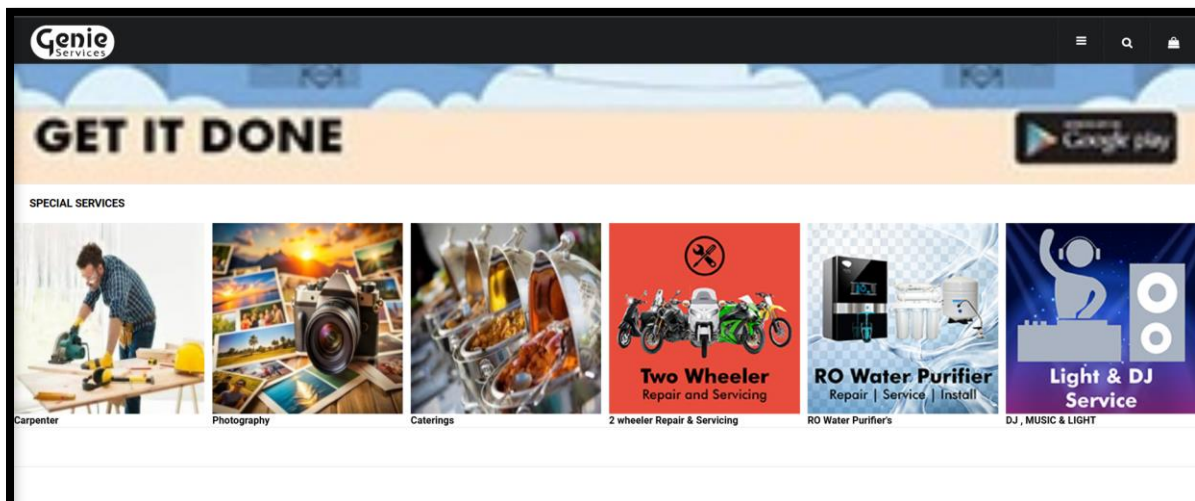 Genie
Services
GET IT DONE
Google play
SPECIAL SERVICES
Two Wheeler
Repair and Servicing
RO Water Purifier
Repair | Service | Install
Light & DJ
Service
Carpenter
Photography
Caterings
2 wheeler Repair & Servicing
RO Water Purifier's
DJ , MUSIC & LIGHT